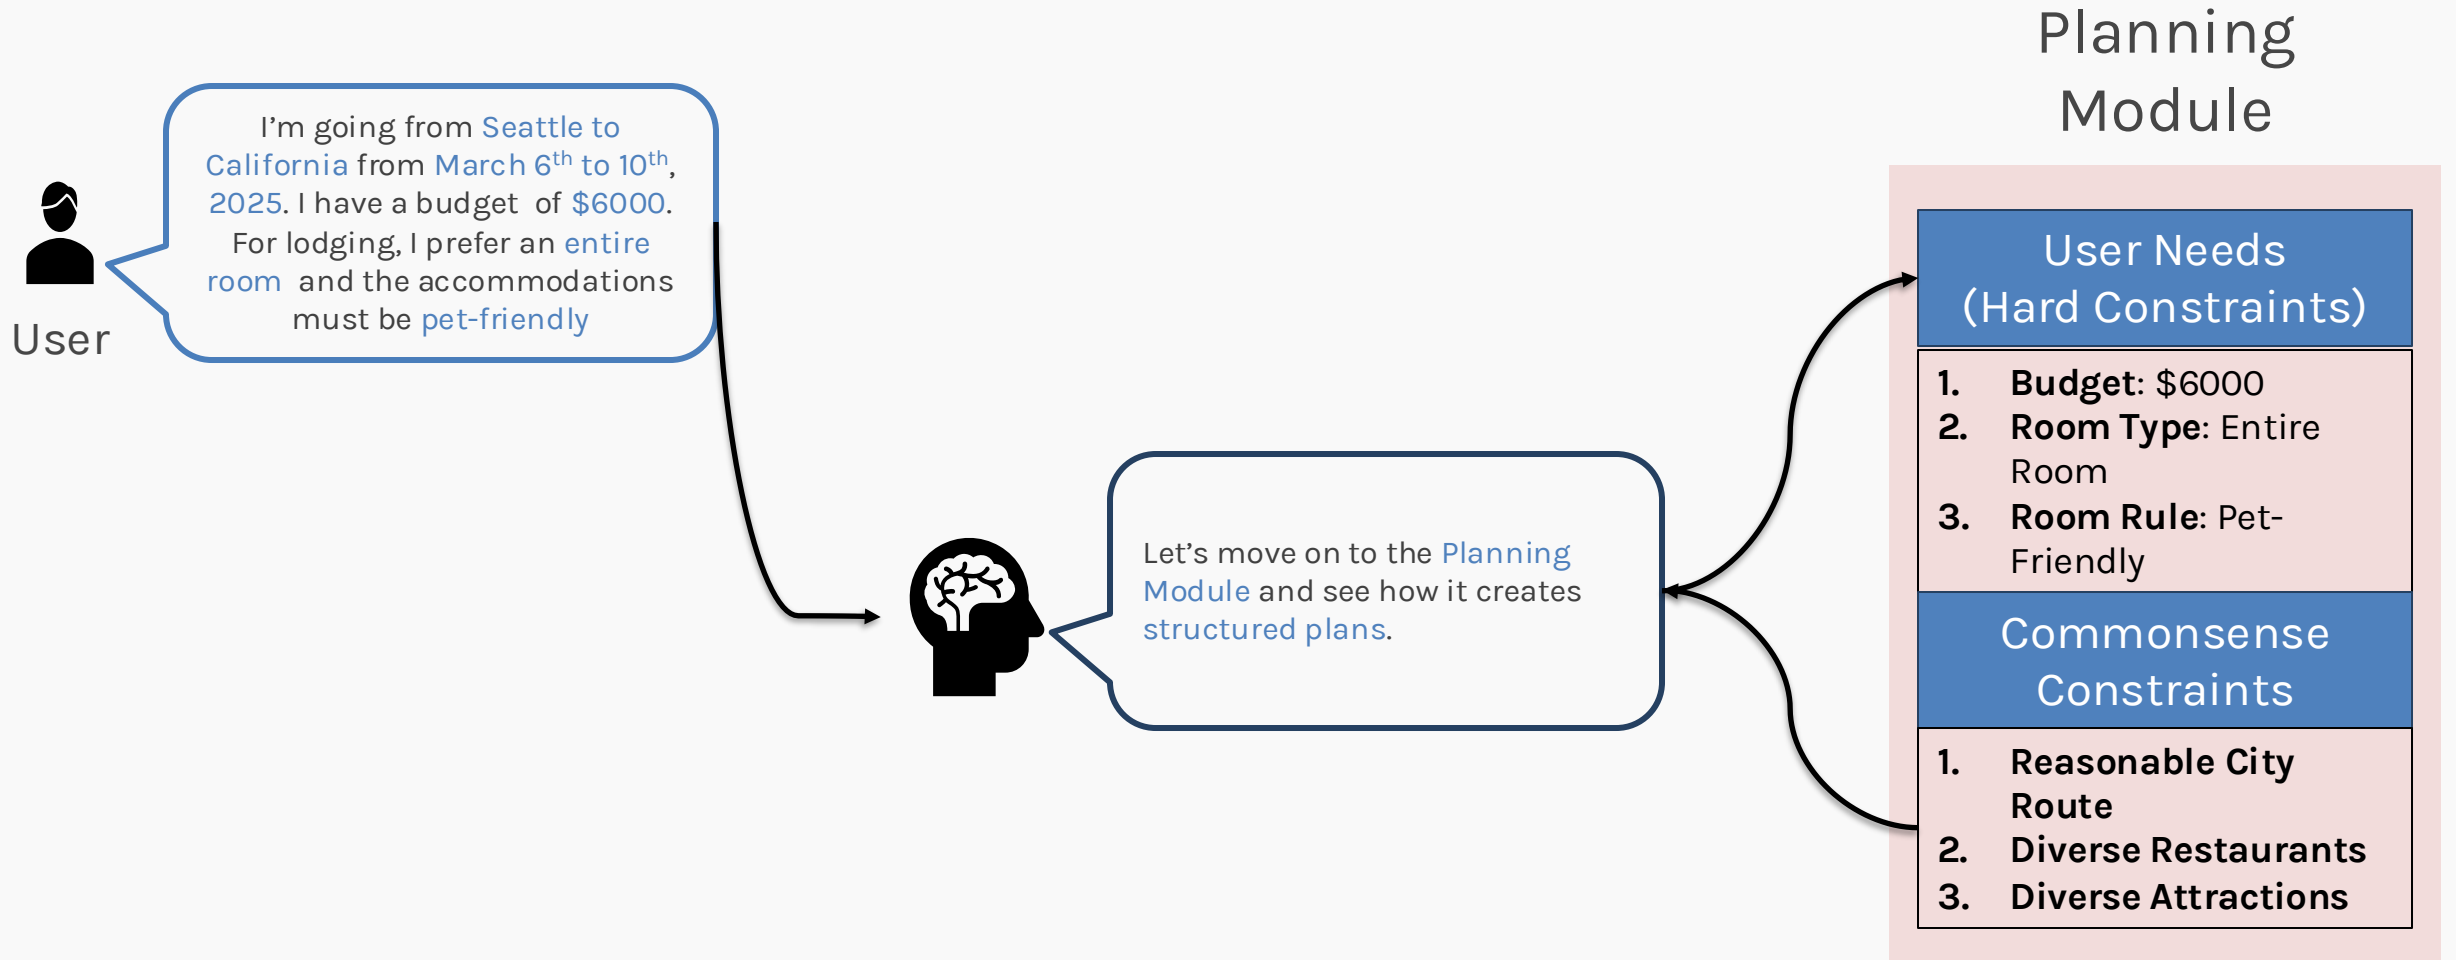 Planning
Module
I’m going from Seattle to
California from March 6th to 10th,
2025. I have a budget  of $6000.
For lodging, I prefer an entire
room  and the accommodations
must be pet-friendly
User
Let’s move on to the Planning
Module and see how it creates
structured plans.
User Needs
(Hard Constraints)
1. Budget: $6000
2. Room Type: Entire
Room
3. Room Rule: Pet-
Friendly
Commonsense
Constraints
1. Reasonable City
Route
2. Diverse Restaurants
3. Diverse Attractions